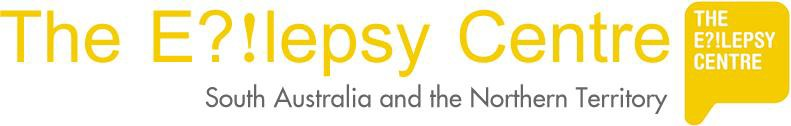 The E?!lepsy Centre
South Australia and the Northern Territory
THE
E?!LEPSY
CENTRE